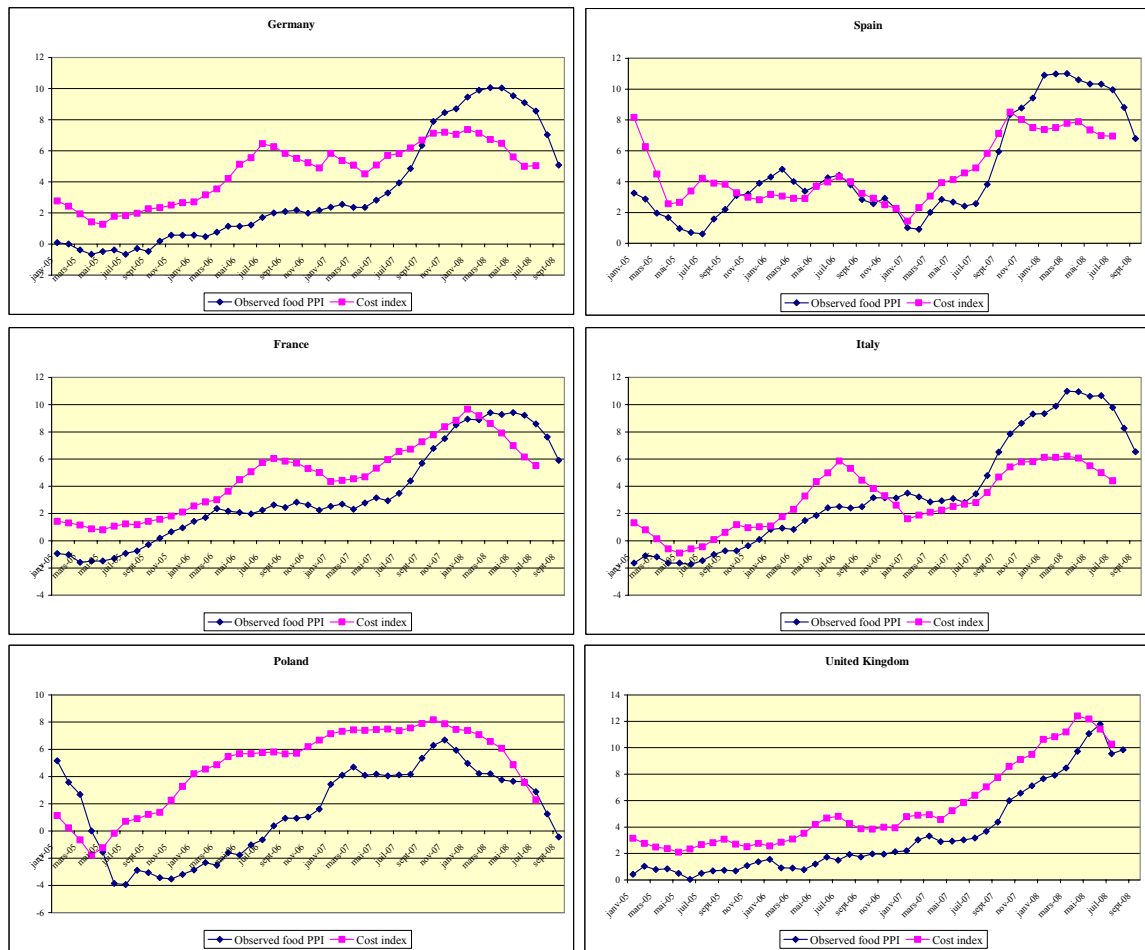 Germany
12
10
8
6
4
2
0
-2
-4
janv-05 mars-05 mai-05 juil-05 sept-05 nov-05 janv-06 mars-06 mai-06 juil-06 sept-06 nov-06 janv-07 mars-07 mai-07 juil-07 sept-07 nov-07 janv-08 mars-08 mai-08 juil-08 sept-08
Observed food PPI Cost index
Spain
12
10
8
6
4
2
0
janv-05 mars-05 mai-05 juil-05 sept-05 nov-05 janv-06 mars-06 mai-06 juil-06 sept-06 nov-06 janv-07 mars-07 mai-07 juil-07 sept-07 nov-07 janv-08 mars-08 mai-08 juil-08 sept-08
Observed food PPI Cost index
France
12
10
8
6
4
2
0
-2
-4
janv-05 mars-05 mai-05 juil-05 sept-05 nov-05 janv-06 mars-06 mai-06 juil-06 sept-06 nov-06 janv-07 mars-07 mai-07 juil-07 sept-07 nov-07 janv-08 mars-08 mai-08 juil-08 sept-08
Observed food PPI Cost index
Italy
12
10
8
6
4
2
0
-2
-4
janv-05 mars-05 mai-05 juil-05 sept-05 nov-05 janv-06 mars-06 mai-06 juil-06 sept-06 nov-06 janv-07 mars-07 mai-07 juil-07 sept-07 nov-07 janv-08 mars-08 mai-08 juil-08 sept-08
Observed food PPI Cost index
Poland
10
8
6
4
2
0
-2
-4
-6
janv-05 mars-05 mai-05 juil-05 sept-05 nov-05 janv-06 mars-06 mai-06 juil-06 sept-06 nov-06 janv-07 mars-07 mai-07 juil-07 sept-07 nov-07 janv-08 mars-08 mai-08 juil-08 sept-08
Observed food PPI Cost index
United Kingdom
14
12
10
8
6
4
2
0
janv-05 mars-05 mai-05 juil-05 sept-05 nov-05 janv-06 mars-06 mai-06 juil-06 sept-06 nov-06 janv-07 mars-07 mai-07 juil-07 sept-07 nov-07 janv-08 mars-08 mai-08 juil-08 sept-08
Observed food PPI Cost index